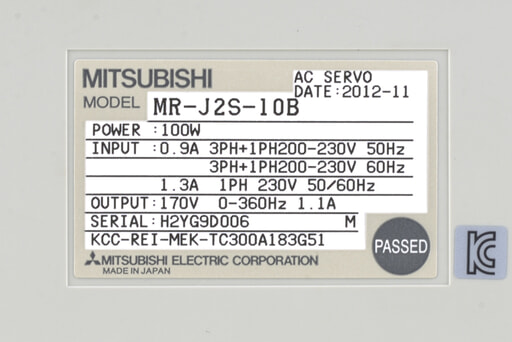 MITSUBISHI
AC SERVO
DATE:2012-11
MODEL MR-J2S-10B
POWER :100W
INPUT :0.9A 3PH+1PH200-230V 50Hz
3PH+1PH200-230V 60Hz
1.3A 1PH 230V 50/60Hz
OUTPUT:170V 0-360Hz 1.1A
SERIAL:H2YG9D006 M
KCC-REI-MEK-TC300A183G51
PASSED
MITSUBISHI ELECTRIC CORPORATION
MADE IN JAPAN